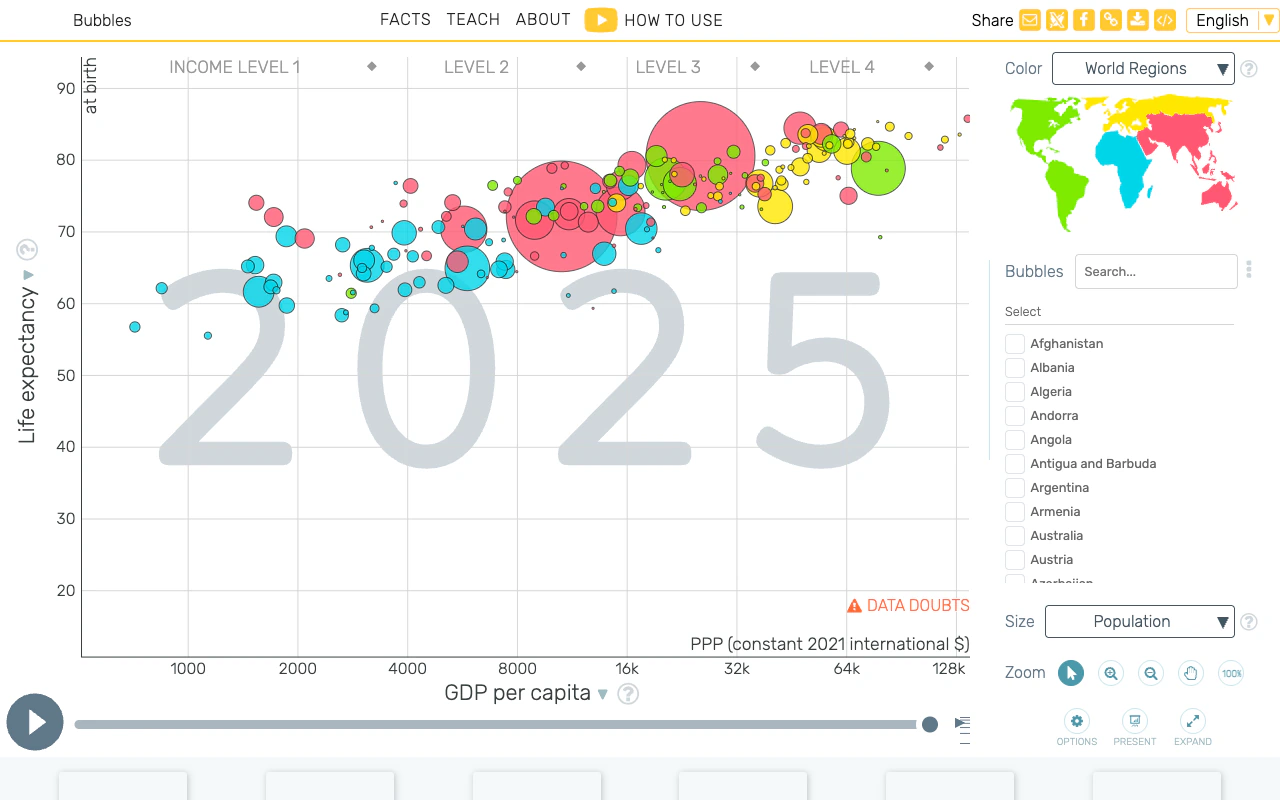 Bubbles
FACTS TEACH ABOUT HOW TO USE
Share
English
INCOME LEVEL 1
LEVEL 2
LEVEL 3
LEVEL 4
at birth
Life expectancy
?
90
80
70
60
50
40
30
20
2025
DATA DOUBTS
PPP (constant 2021 international $)
1000
2000
4000
8000
16k
32k
64k
128k
GDP per capita
?
Color
World Regions
?
Bubbles
Search...
Select
Afghanistan
Albania
Algeria
Andorra
Angola
Antigua and Barbuda
Argentina
Armenia
Australia
Austria
Azerbaijan
Size
Population
?
Zoom
100%
OPTIONS
PRESENT
EXPAND